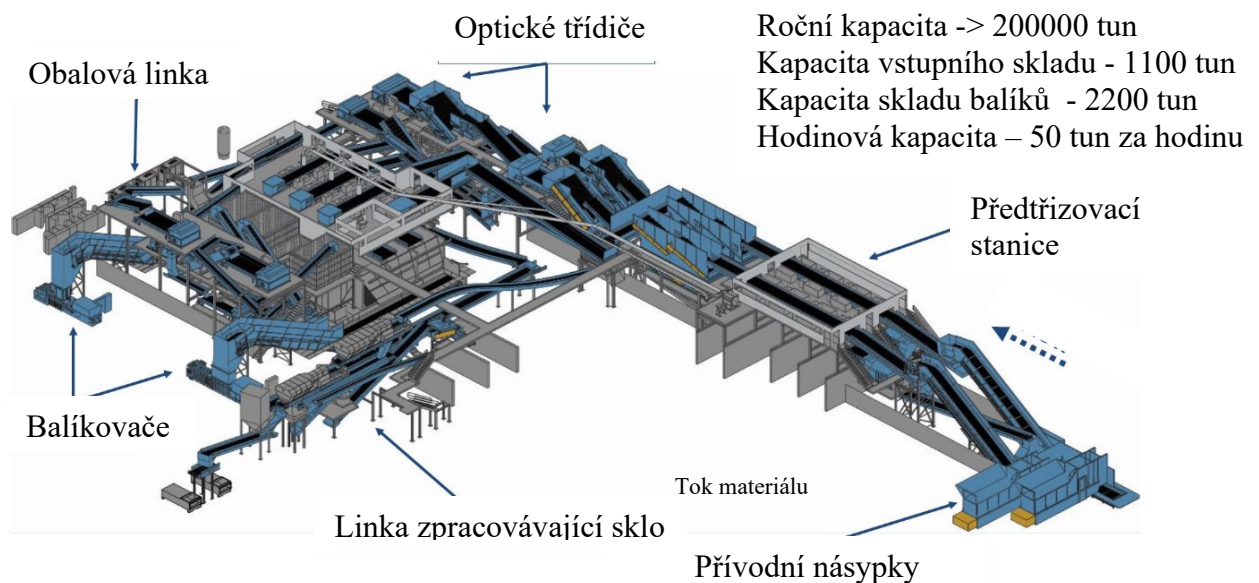 Optické třídiče
Obalová linka
Roční kapacita -> 200000 tun
Kapacita vstupního skladu - 1100 tun
Kapacita skladu balíků - 2200 tun
Hodinová kapacita – 50 tun za hodinu
Předtřizovací
stanice
Balíkovače
Tok materiálu
Linka zpracovávající sklo
Přívodní násypky